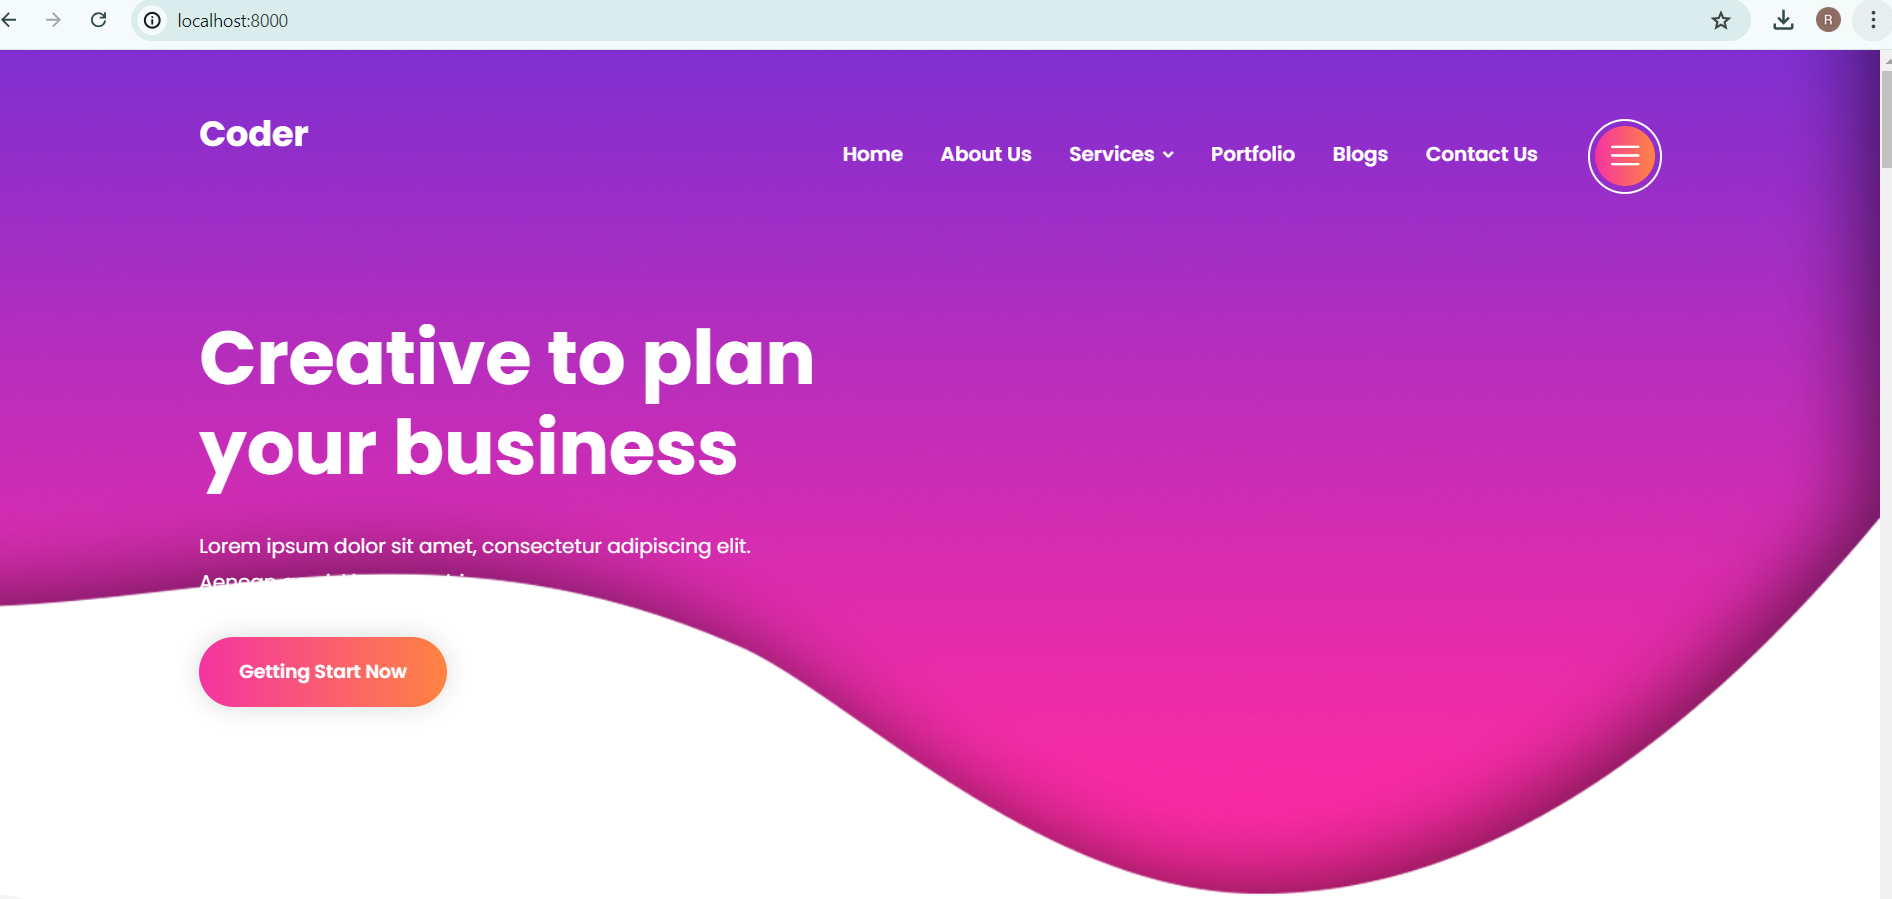 localhost:8000
R
Coder
Home About Us Services Portfolio Blogs Contact Us
Creative to plan
your business
Lorem ipsum dolor sit amet, consectetur adipiscing elit.
Aenean
Getting Start Now